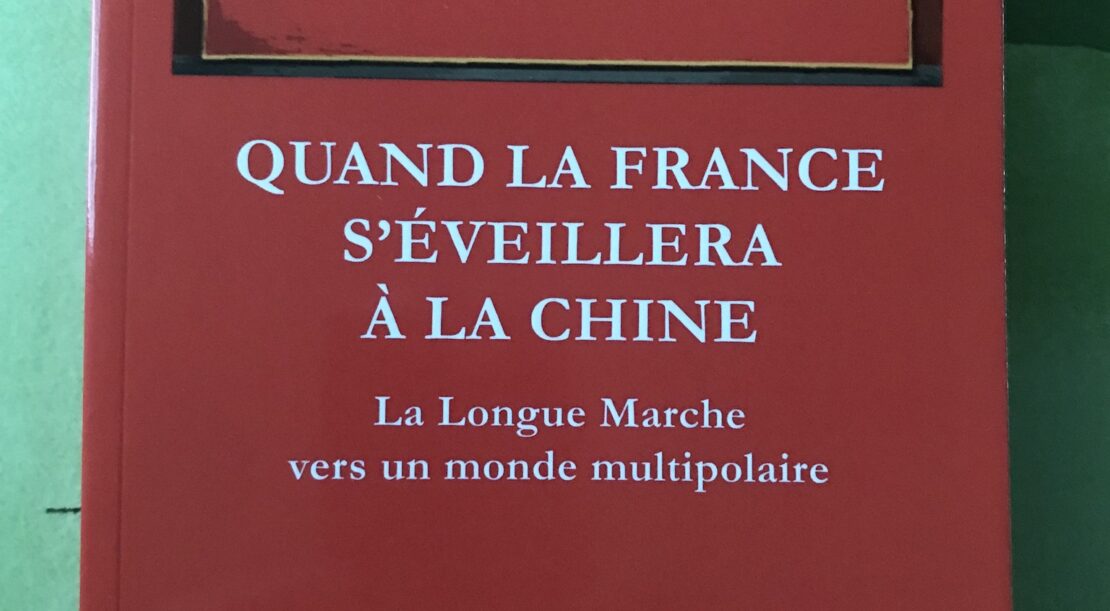 QUAND LA FRANCE
S’ÉVEILLERA
À LA CHINE
La Longue Marche
vers un monde multipolaire